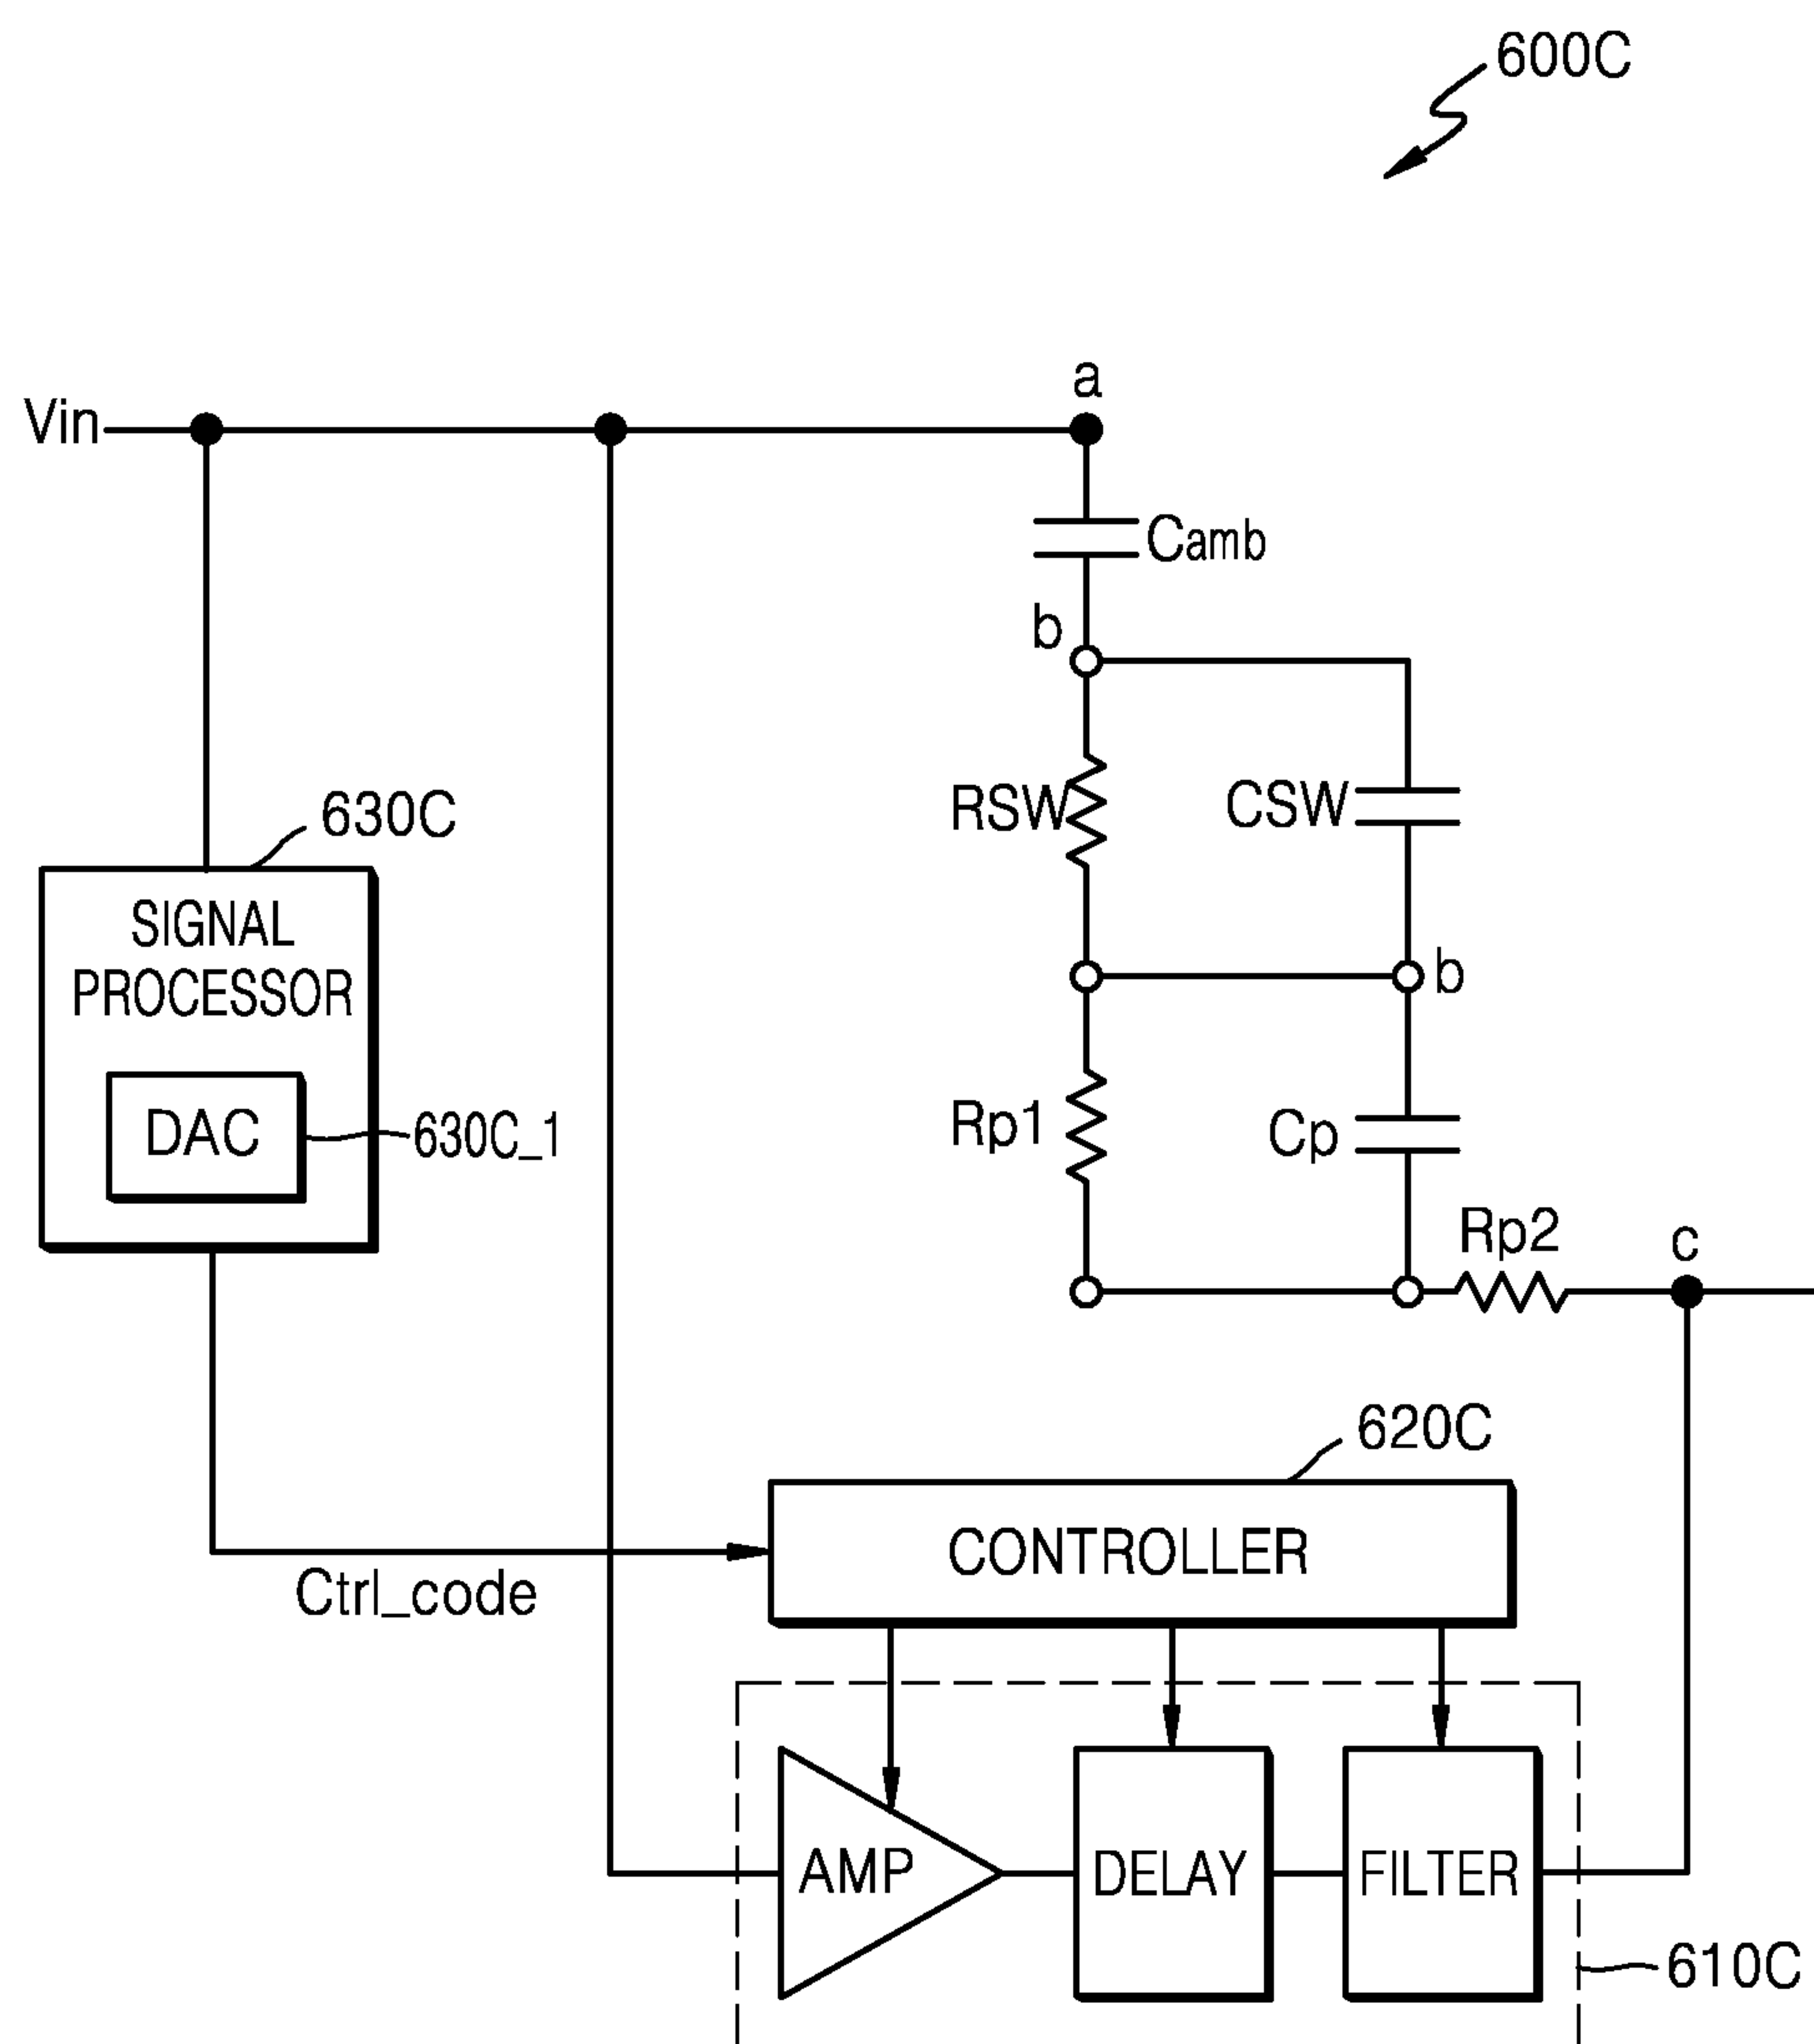 600C
a
Vin
Camb
b
630C
RSW
CSW
SIGNAL
PROCESSOR
b
DAC
630C_1
Rp1
Cp
Rp2
c
620C
CONTROLLER
Ctrl_code
AMP
DELAY
FILTER
610C